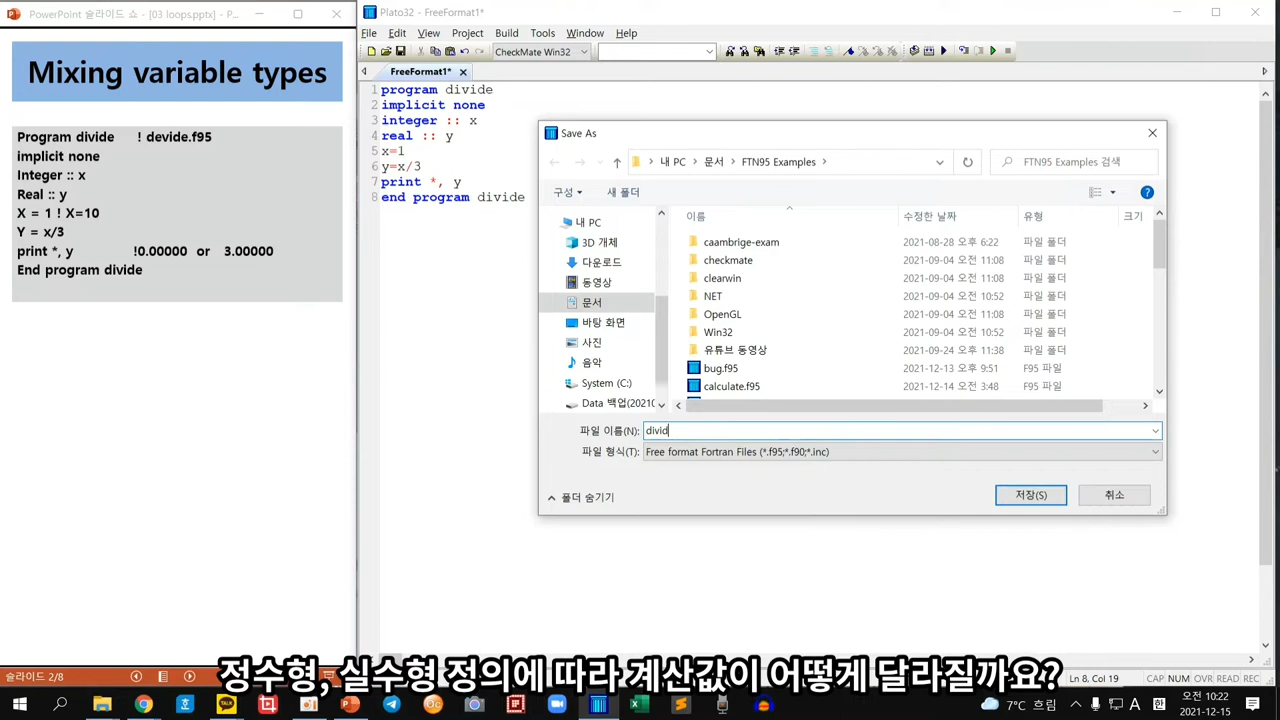 PowerPoint 슬라이드 쇼 - [03 loops.pptx] - P...
Mixing variable types
Program divide ! devide.f95
implicit none
Integer :: x
Real :: y
X = 1 ! X=10
Y = x/3
print *, y !0.00000 or 3.00000
End program divide
슬라이드 2/8
Plato32 - FreeFormat1*
File Edit View Project Build Tools Window Help
CheckMate Win32
FreeFormat1*
1 program divide
2 implicit none
3 integer :: x
4 real :: y
5 x=1
6 y=x/3
7 print *, y
8 end program divide
Save As
내 PC > 문서 > FTN95 Examples >
FTN95 Examples 검색
구성 새 폴더
이름 수정한 날짜 유형 크기
내 PC
3D 개체
다운로드
동영상
문서
바탕 화면
사진
음악
System (C:)
Data 백업(20210
caambrige-exam 2021-08-28 오후 6:22 파일 폴더
checkmate 2021-09-04 오전 11:08 파일 폴더
clearwin 2021-09-04 오전 11:08 파일 폴더
NET 2021-09-04 오전 10:52 파일 폴더
OpenGL 2021-09-04 오전 11:08 파일 폴더
Win32 2021-09-04 오전 10:52 파일 폴더
유튜브 동영상 2021-09-24 오후 11:38 파일 폴더
bug.f95 2021-12-13 오후 9:51 F95 파일
calculate.f95 2021-12-14 오전 3:48 F95 파일
파일 이름(N): divid
파일 형식(T): Free format Fortran Files (*.f95;*.f90;*.inc)
폴더 숨기기
저장(S) 취소
정수형, 실수형 정의에 따라 계산값이 어떻게 달라질까요?
Ln 8, Col 19 CAP NUM OVR READ REC
TALK
7°C 흐림
A
오전 10:22
2021-12-15